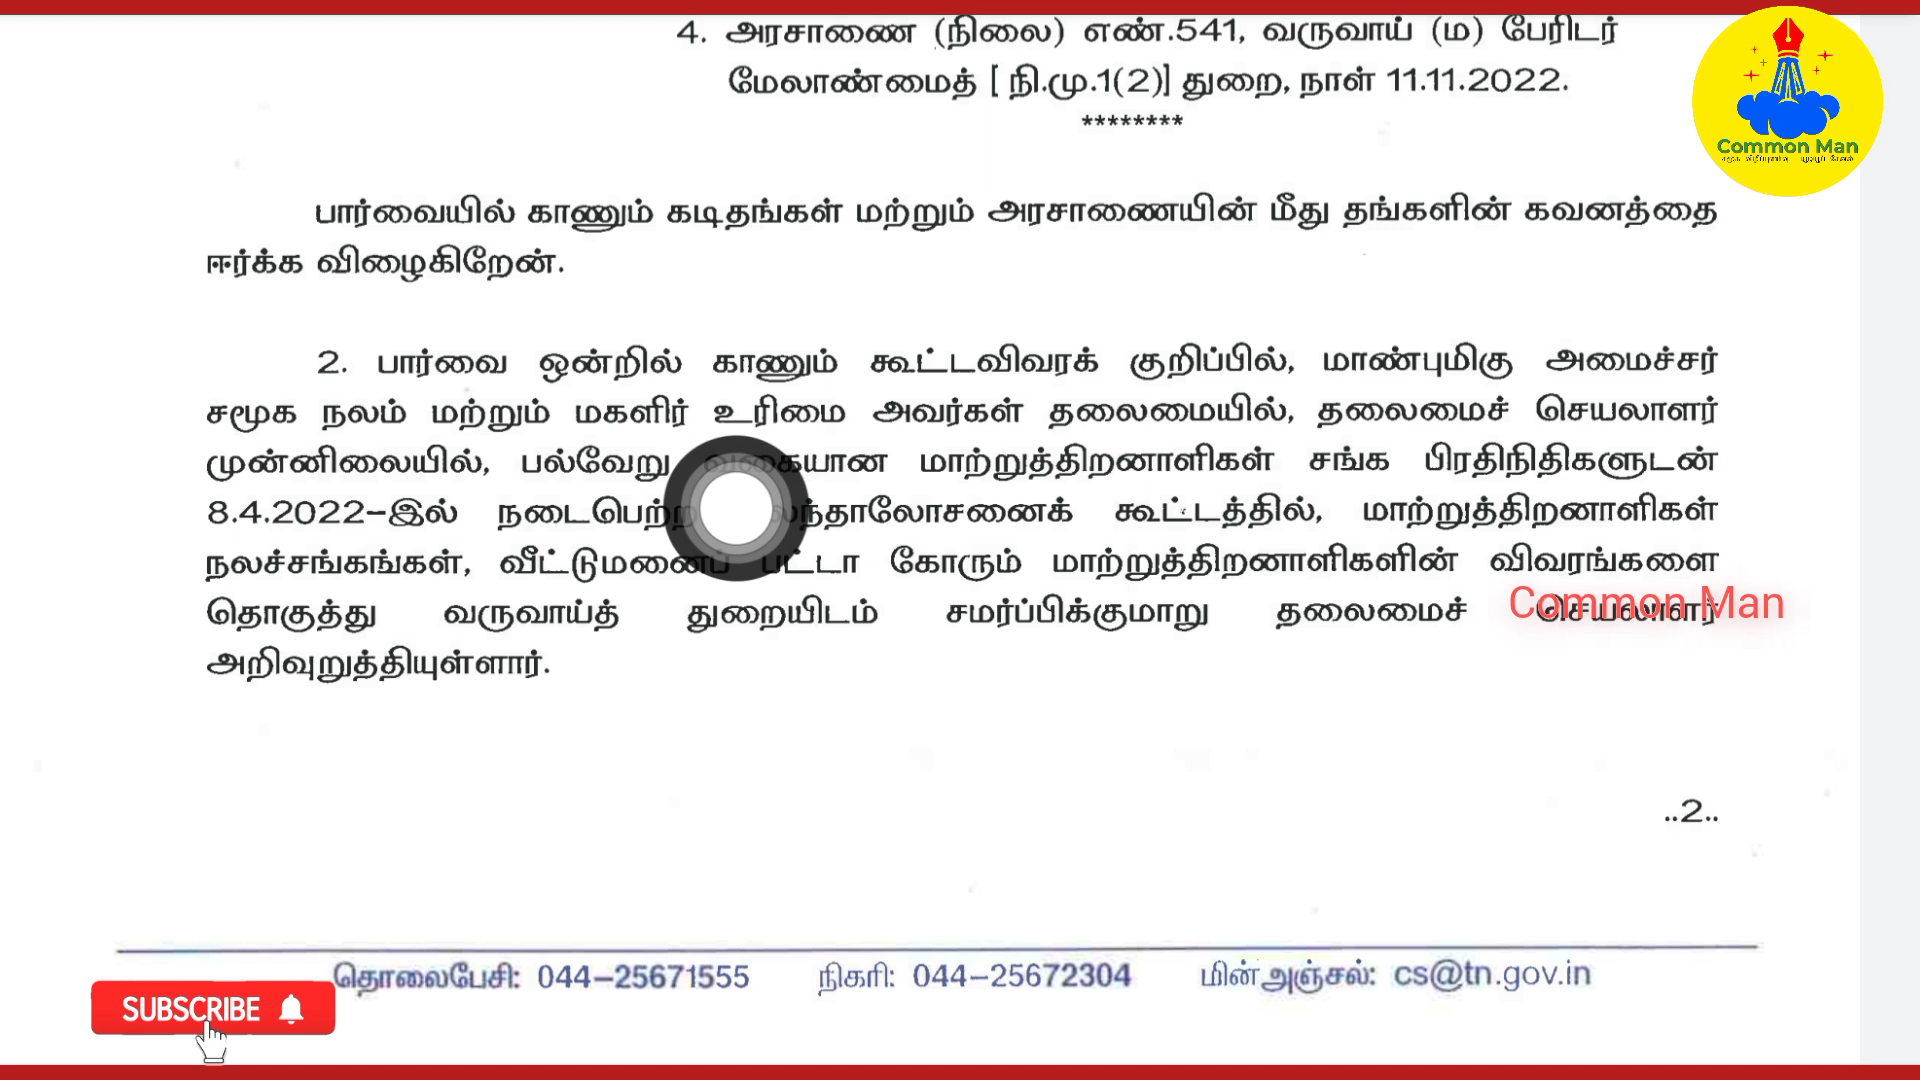 4. அரசாணை (நிலை) எண்.541, வருவாய் (ம) பேரிடர்
மேலாண்மைத் [ நி.மு.1(2)] துறை, நாள் 11.11.2022.
********
Common Man
பார்வையில் காணும் கடிதங்கள் மற்றும் அரசாணையின் மீது தங்களின் கவனத்தை
ஈர்க்க விழைகிறேன்.
2. பார்வை ஒன்றில் காணும் கூட்டவிவரக் குறிப்பில், மாண்புமிகு அமைச்சர்
சமூக நலம் மற்றும் மகளிர் உரிமை அவர்கள் தலைமையில், தலைமைச் செயலாளர்
முன்னிலையில், பல்வேறு வகையான மாற்றுத்திறனாளிகள் சங்க பிரதிநிதிகளுடன்
8.4.2022-இல் நடைபெற்ற கூட்டத்தில், மாற்றுத்திறனாளிகள்
நலச்சங்கங்கள், வீட்டுமனைப் பட்டா கோரும் மாற்றுத்திறனாளிகளின் விவரங்களை
தொகுத்து வருவாய்த் துறையிடம் சமர்ப்பிக்குமாறு தலைமைச் செயலாளர்
Common Man
அறிவுறுத்தியுள்ளார்.
..2..
தொலைபேசி: 044-25671555 நிகரி: 044-25672304 மின்அஞ்சல்: cs@tn.gov.in
SUBSCRIBE